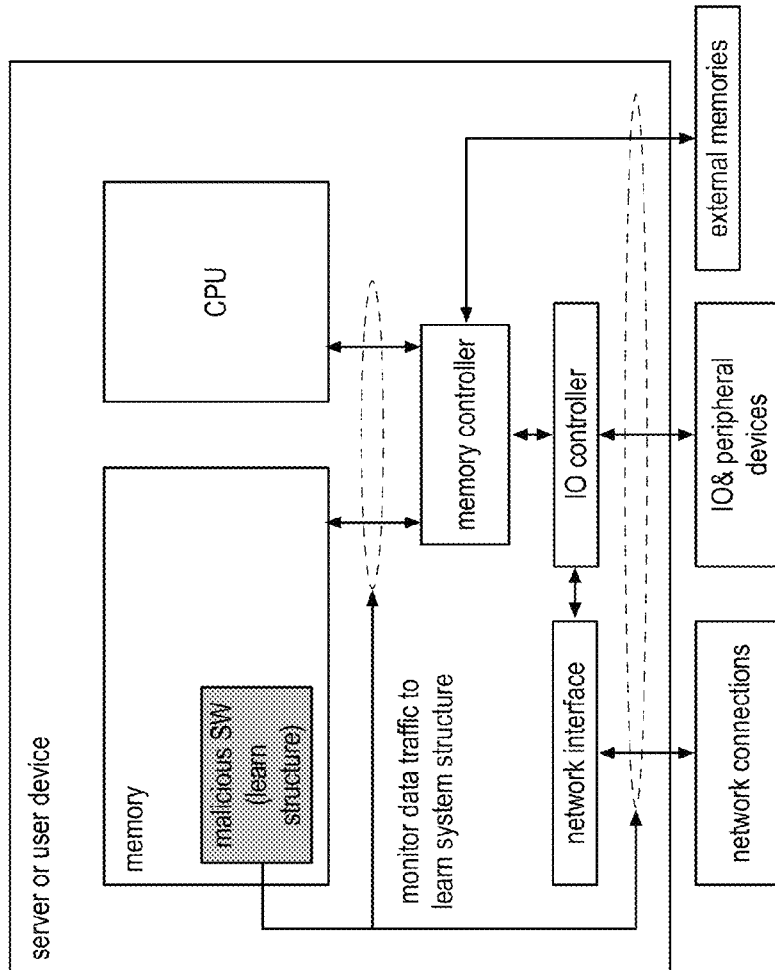 server or user device
memory
malicious SW
(learn
structure)
CPU
monitor data traffic to
learn system structure
memory controller
network interface
IO controller
network connections
IO& peripheral
devices
external memories